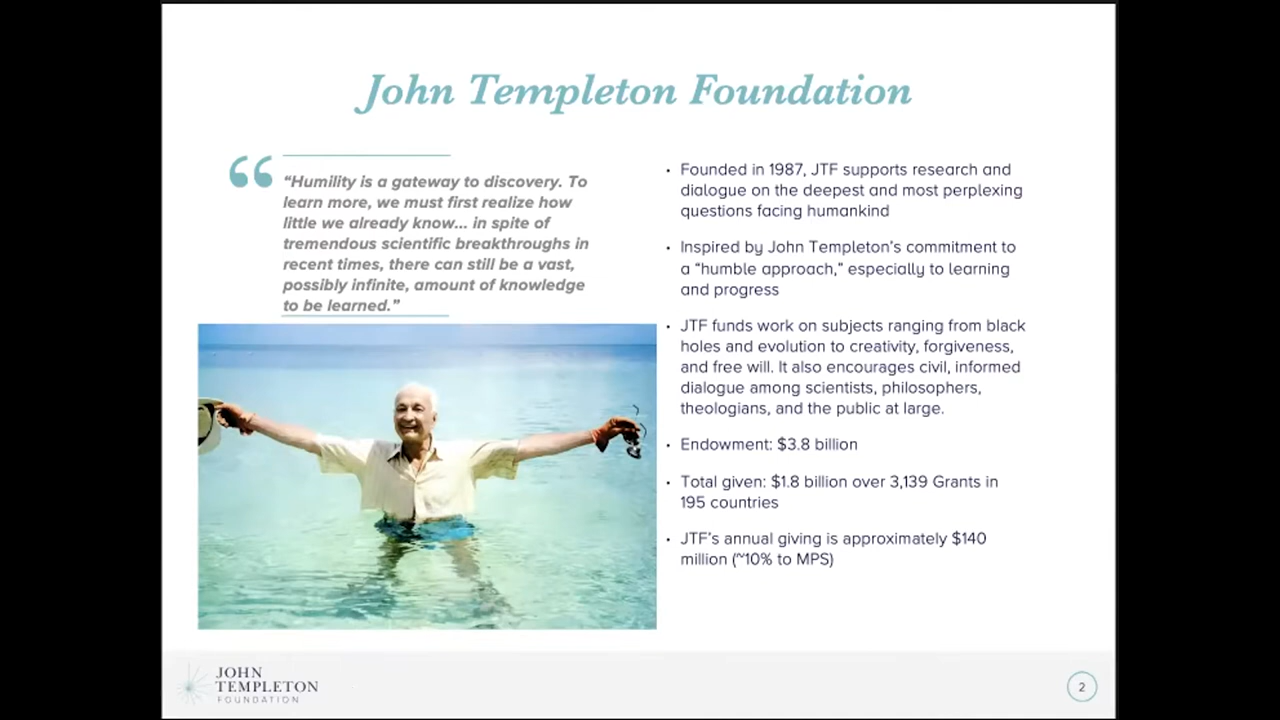 John Templeton Foundation
“
“Humility is a gateway to discovery. To
learn more, we must first realize how
little we already know... in spite of
tremendous scientific breakthroughs in
recent times, there can still be a vast,
possibly infinite, amount of knowledge
to be learned.”
• Founded in 1987, JTF supports research and
dialogue on the deepest and most perplexing
questions facing humankind
• Inspired by John Templeton’s commitment to
a “humble approach,” especially to learning
and progress
• JTF funds work on subjects ranging from black
holes and evolution to creativity, forgiveness,
and free will. It also encourages civil, informed
dialogue among scientists, philosophers,
theologians, and the public at large.
• Endowment: $3.8 billion
• Total given: $1.8 billion over 3,139 Grants in
195 countries
• JTF’s annual giving is approximately $140
million (~10% to MPS)
JOHN
TEMPLETON
FOUNDATION
2